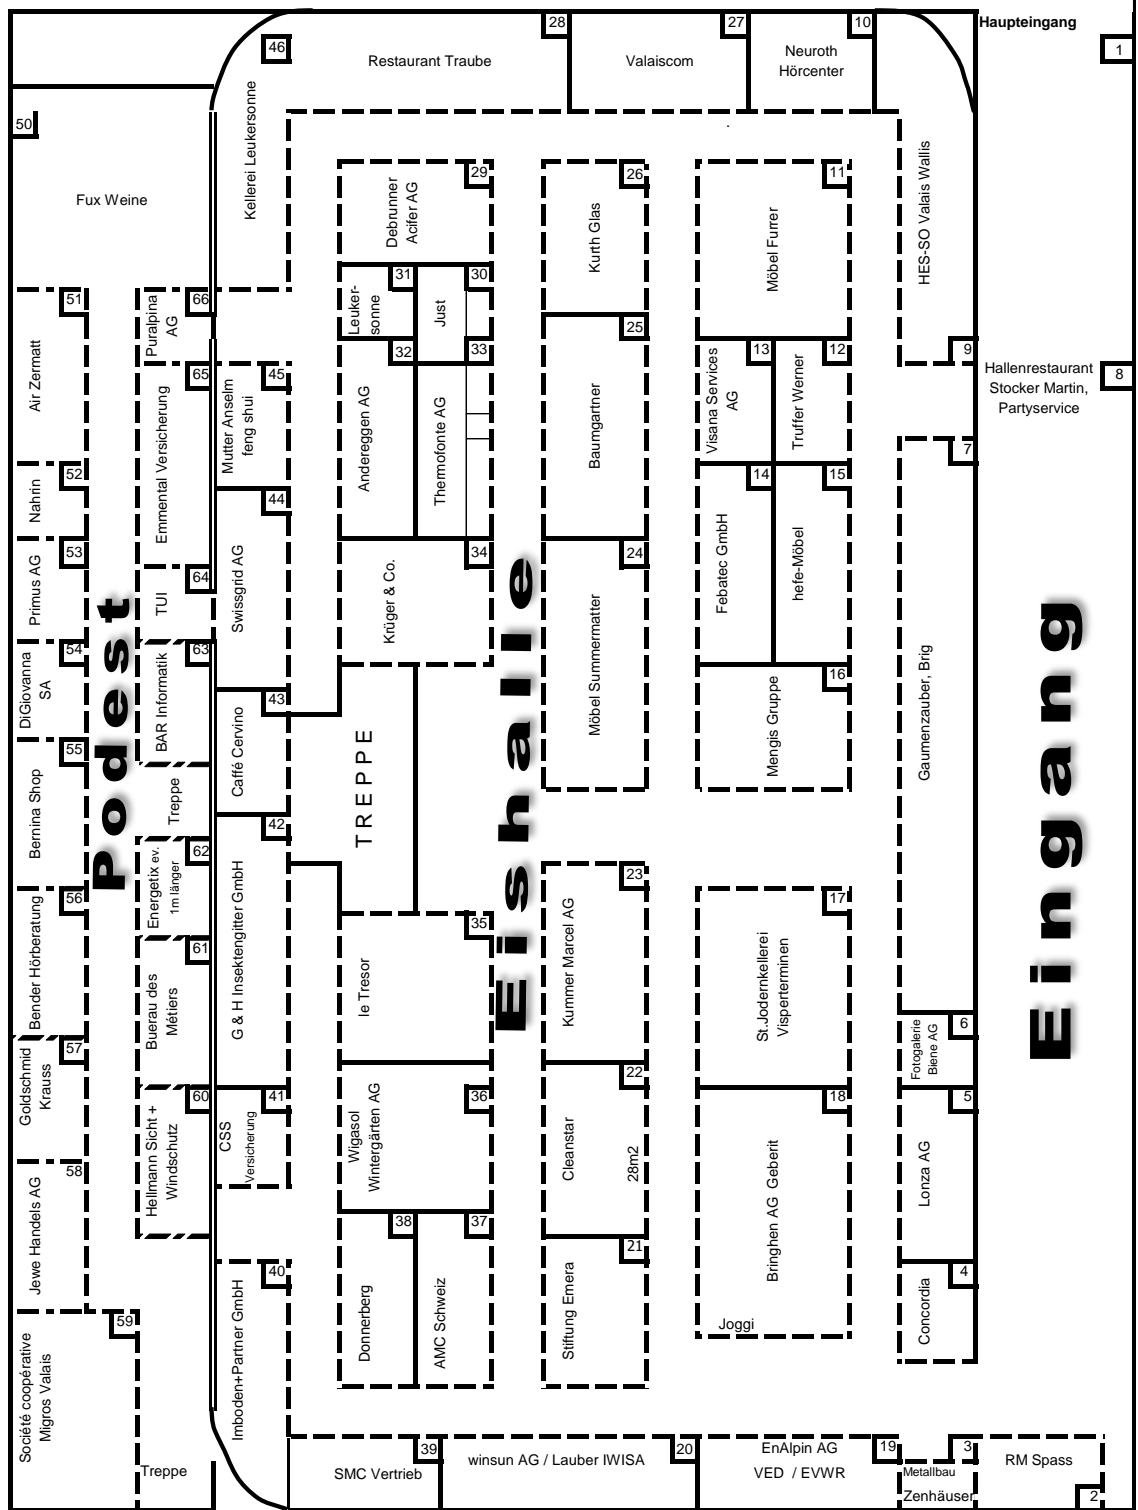 Haupteingang
1
10
Neuroth
Hörcenter
27
Valaiscom
28
Restaurant Traube
46
Kellerei Leukersonne
50
Fux Weine
29
Debrunner
Acifer AG
26
Kurth Glas
11
Möbel Furrer
HES-SO Valais Wallis
9
8
Hallenrestaurant
Stocker Martin,
Partyservice
51
Air Zermatt
66
Puralpina
AG
31
Leuker-
sonne
30
Just
25
Baumgartner
13
Visana Services
AG
12
Truffer Werner
7
Gaumenzauber, Brig
65
Emmental Versicherung
45
Mutter Anselm
feng shui
32
Andereggen AG
33
Thermofonte AG
52
Nahrin
44
Swissgrid AG
14
Febatec GmbH
15
hefe-Möbel
53
Primus AG
64
TUI
34
Krüger & Co.
24
Möbel Summermatter
54
DiGiovanna
SA
63
BAR Informatik
16
Mengis Gruppe
43
Caffé Cervino
TREPPE
55
Bernina Shop
Treppe
Podest
Eishalle
Eingang
62
Energetix ev.
1m länger
42
G & H Insektengitter GmbH
23
Kummer Marcel AG
17
St.Jodernkellerei
Visperterminen
56
Bender Hörberatung
61
Buerau des
Métiers
35
le Tresor
6
Fotogalerie
Biene AG
57
Goldschmid
Krauss
60
Hellmann Sicht +
Windschutz
41
CSS
Versicherung
36
Wigasol
Wintergärten AG
22
Cleanstar
28m2
18
Bringhen AG Geberit
Joggi
5
Lonza AG
58
Jewe Handels AG
38
Donnerberg
37
AMC Schweiz
21
Stiftung Emera
4
Concordia
40
Imboden+Partner GmbH
59
Société coopérative
Migros Valais
Treppe
39
SMC Vertrieb
20
winsun AG / Lauber IWISA
19
EnAlpin AG
VED / EVWR
3
Metallbau
Zenhäuser
RM Spass
2